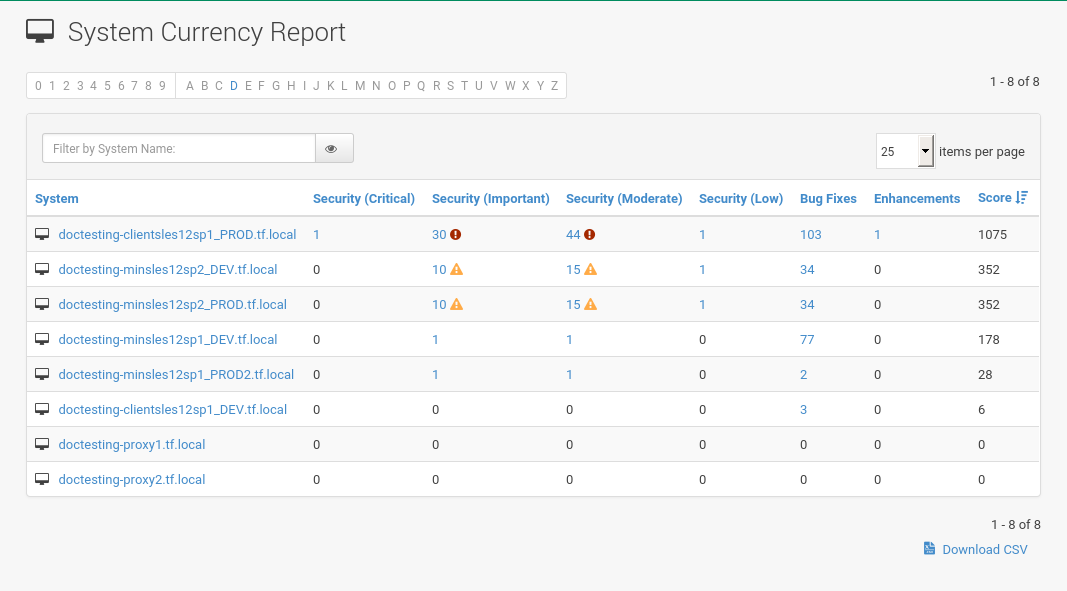 System Currency Report
0 1 2 3 4 5 6 7 8 9 A B C D E F G H I J K L M N O P Q R S T U V W X Y Z
1 - 8 of 8
Filter by System Name:
25 items per page
System Security (Critical) Security (Important) Security (Moderate) Security (Low) Bug Fixes Enhancements Score
doctesting-clientsles12sp1_PROD.tf.local 1 30 44 1 103 1 1075
doctesting-minsles12sp2_DEV.tf.local 0 10 15 1 34 0 352
doctesting-minsles12sp2_PROD.tf.local 0 10 15 1 34 0 352
doctesting-minsles12sp1_DEV.tf.local 0 1 1 0 77 0 178
doctesting-minsles12sp1_PROD2.tf.local 0 1 1 0 2 0 28
doctesting-clientsles12sp1_DEV.tf.local 0 0 0 0 3 0 6
doctesting-proxy1.tf.local 0 0 0 0 0 0 0
doctesting-proxy2.tf.local 0 0 0 0 0 0 0
1 - 8 of 8
Download CSV